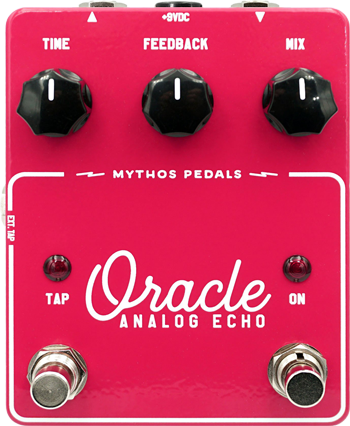 +9VDC
TIME FEEDBACK MIX
MYTHOS PEDALS
EXT. TAP
Oracle
TAP ON
ANALOG ECHO